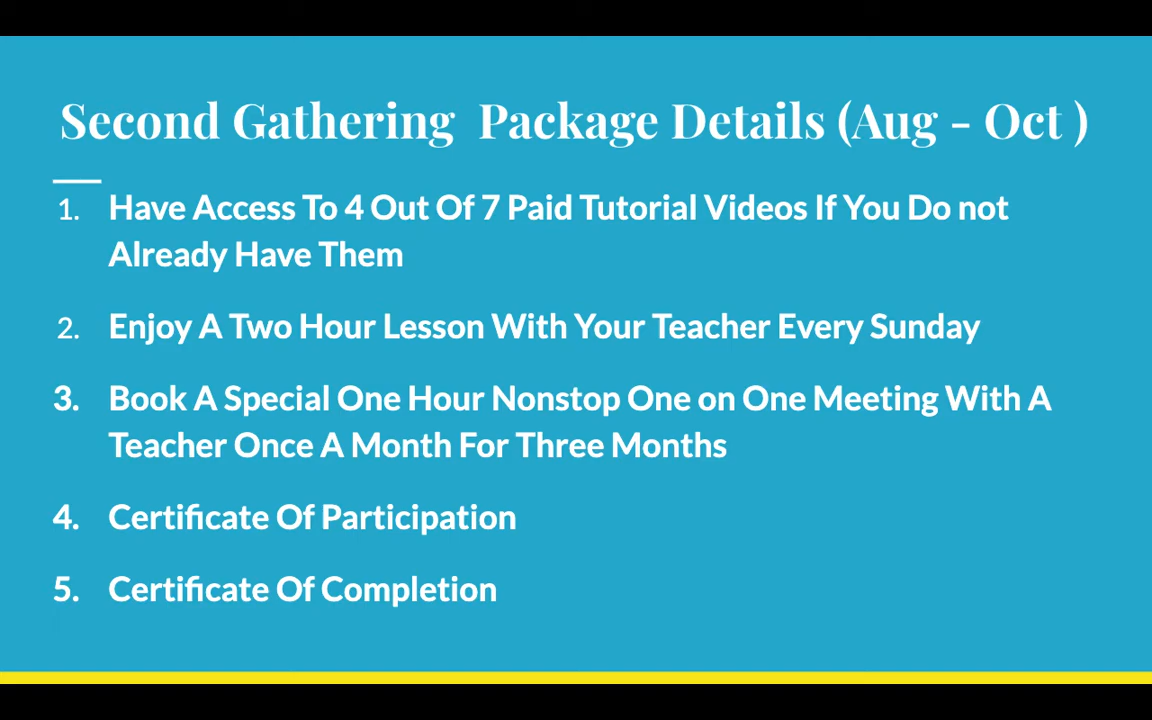 Second Gathering  Package Details (Aug - Oct )
1. Have Access To 4 Out Of 7 Paid Tutorial Videos If You Do not
Already Have Them
2. Enjoy A Two Hour Lesson With Your Teacher Every Sunday
3. Book A Special One Hour Nonstop One on One Meeting With A
Teacher Once A Month For Three Months
4. Certificate Of Participation
5. Certificate Of Completion